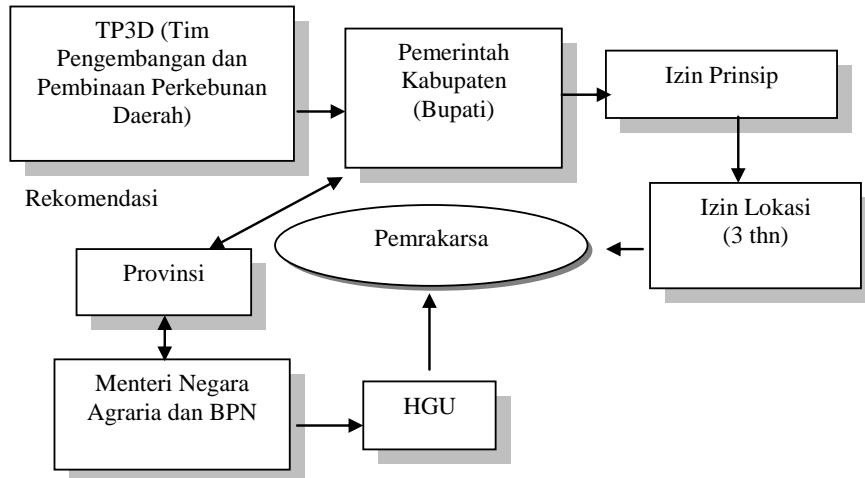 TP3D (Tim
Pengembangan dan
Pembinaan Perkebunan
Daerah)
Pemerintah
Kabupaten
(Bupati)
Izin Prinsip
Rekomendasi
Izin Lokasi
(3 thn)
Pemrakarsa
Provinsi
Menteri Negara
Agraria dan BPN
HGU